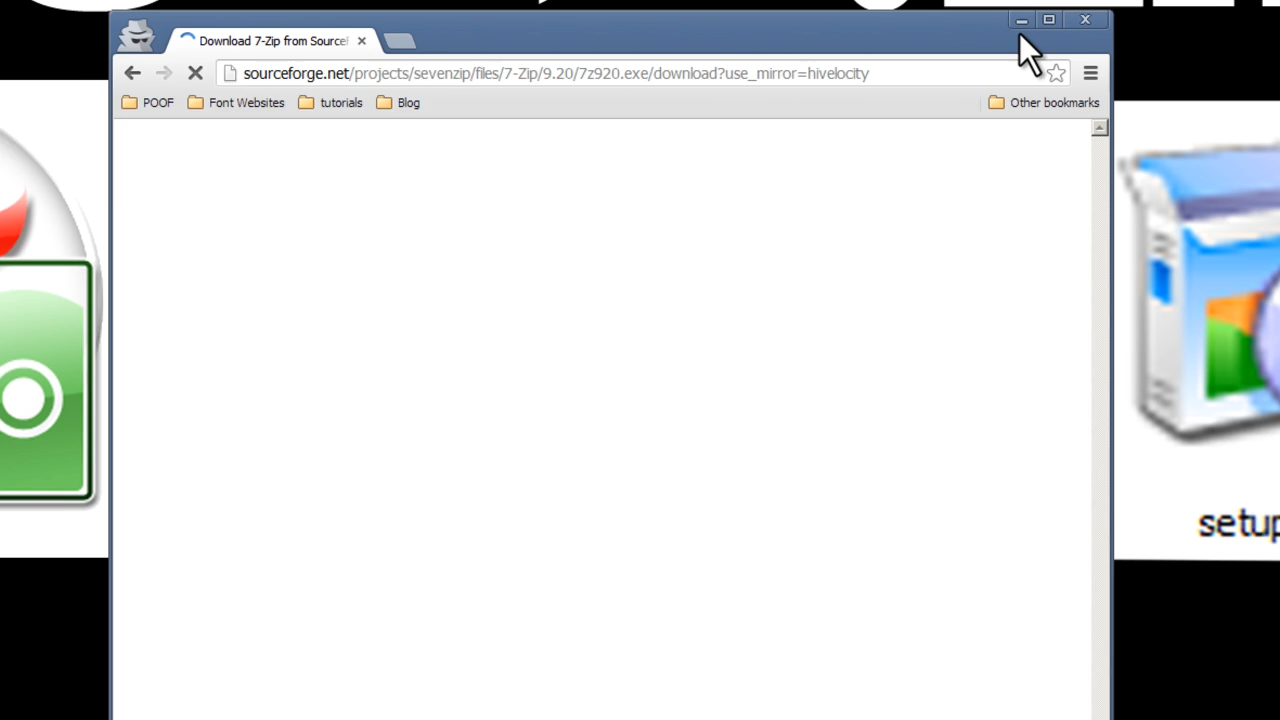 Download 7-Zip from Sourcef
sourceforge.net/projects/sevenzip/files/7-Zip/9.20/7z920.exe/download?use_mirror=hivelocity
POOF Font Websites tutorials Blog Other bookmarks
setup